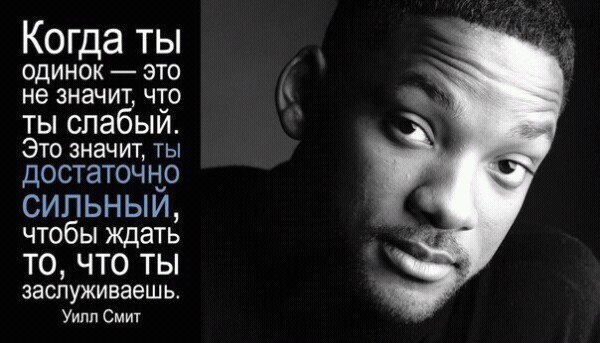 Когда ты
одинок — это
не значит, что
ты слабый.
Это значит, ты
достаточно
сильный,
чтобы ждать
то, что ты
заслуживаешь.
Уилл Смит